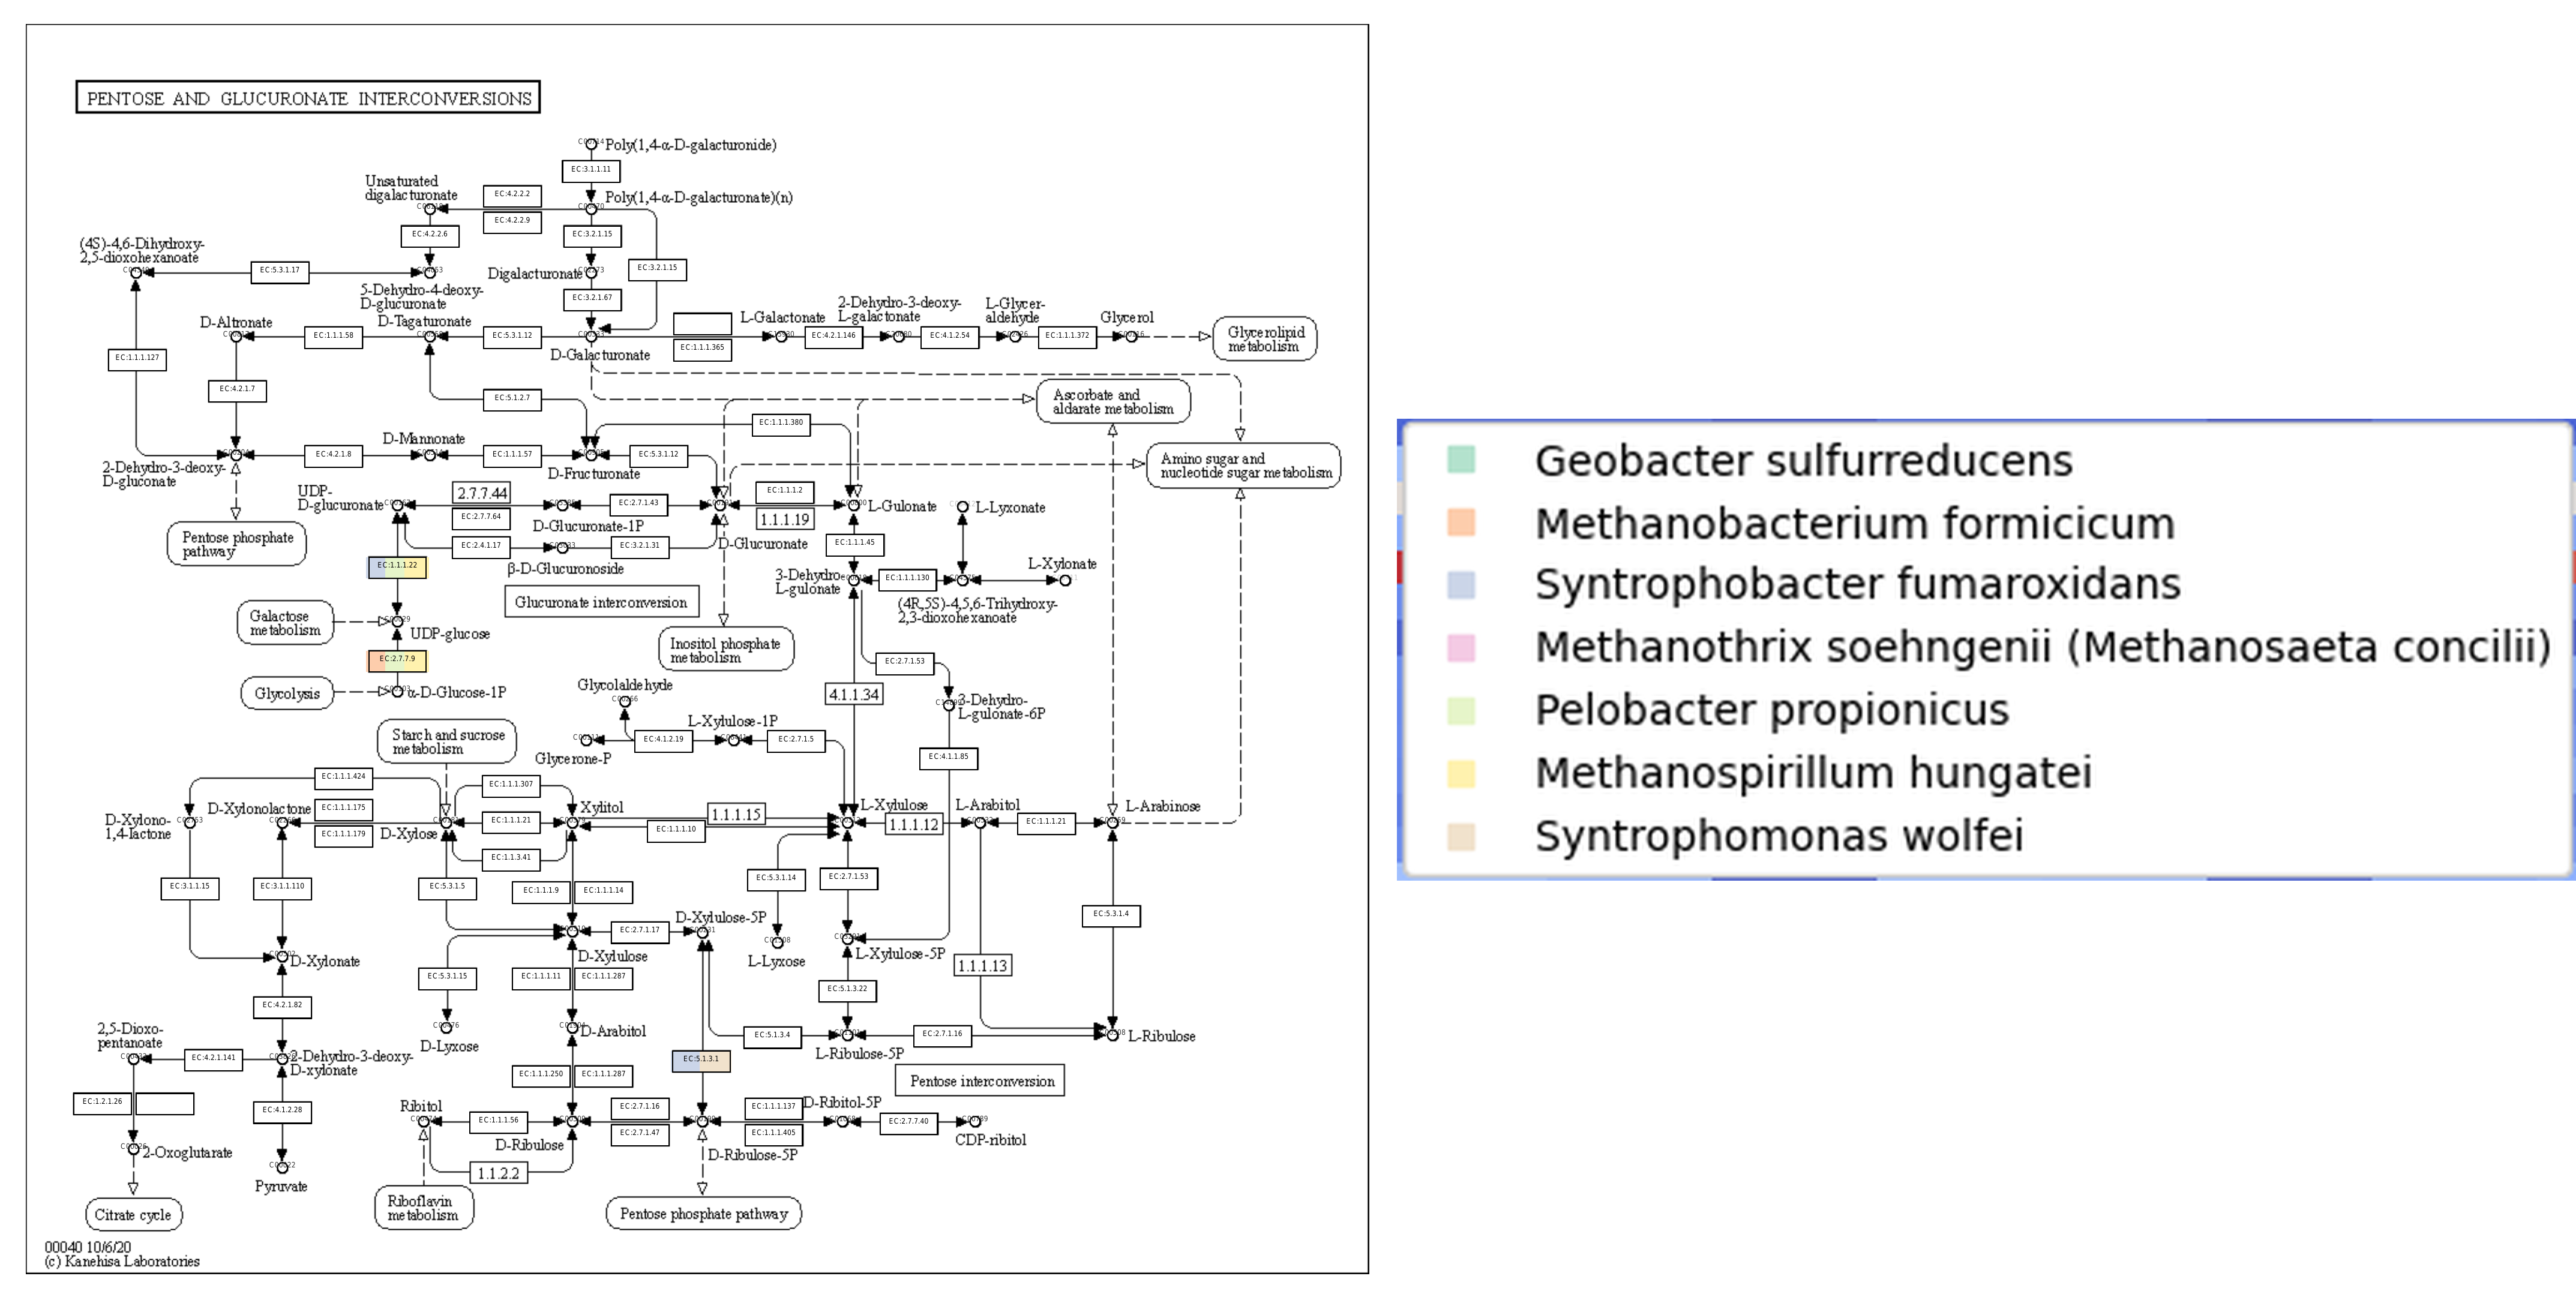 PENTOSE AND GLUCURONATE INTERCONVERSIONS
Poly(1,4-α-D-galacturonide)
EC:3.1.1.11
Unsaturated
digalacturonate
EC:4.2.2.2
Poly(1,4-α-D-galacturonate)(n)
EC:4.2.2.9
EC:4.2.2.6
EC:3.2.1.15
(4S)-4,6-Dihydroxy-
2,5-dioxohexanoate
EC:5.3.1.17
Digalacturonate
EC:3.2.1.15
5-Dehydro-4-deoxy-
D-glucuronate
EC:3.2.1.67
D-Altronate
EC:1.1.1.58
D-Tagaturonate
EC:5.3.1.12
D-Galacturonate
EC:1.1.1.365
L-Galactonate
EC:4.2.1.146
2-Dehydro-3-deoxy-
L-galactonate
EC:4.1.2.54
L-Glycer-
aldehyde
EC:1.1.1.372
Glycerol
Glycerolipid
metabolism
EC:1.1.1.127
EC:4.2.1.7
EC:5.1.2.7
Ascorbate and
aldarate metabolism
EC:1.1.1.380
D-Mannonate
EC:4.2.1.8
EC:1.1.1.57
D-Fructuronate
EC:5.3.1.12
Amino sugar and
nucleotide sugar metabolism
2-Dehydro-3-deoxy-
D-gluconate
UDP-
D-glucuronate
2.7.7.44
EC:2.7.7.64
EC:2.7.1.43
D-Glucuronate-1P
EC:1.1.1.2
1.1.1.19
L-Gulonate
L-Lyxonate
Pentose phosphate
pathway
EC:2.4.1.17
EC:3.2.1.31
D-Glucuronate
EC:1.1.1.45
β-D-Glucuronoside
EC:1.1.1.22
Glucuronate interconversion
3-Dehydro
L-gulonate
EC:1.1.1.130
L-Xylonate
(4R,5S)-4,5,6-Trihydroxy-
2,3-dioxohexanoate
Galactose
metabolism
UDP-glucose
Inositol phosphate
metabolism
EC:2.7.7.9
EC:2.7.1.53
Glycolysis
α-D-Glucose-1P
Glycolaldehyde
4.1.1.34
3-Dehydro-
L-gulonate-6P
Starch and sucrose
metabolism
L-Xylulose-1P
EC:4.1.2.19
EC:2.7.1.5
Glycerone-P
EC:4.1.1.85
EC:1.1.1.424
EC:1.1.1.307
D-Xylono-
1,4-lactone
D-Xylonolactone
EC:1.1.1.175
EC:1.1.1.179
D-Xylose
EC:1.1.1.21
Xylitol
1.1.1.15
EC:1.1.1.10
L-Xylulose
1.1.1.12
L-Arabitol
EC:1.1.1.21
L-Arabinose
EC:1.1.3.41
EC:3.1.1.15
EC:3.1.1.110
EC:5.3.1.5
EC:1.1.1.9
EC:1.1.1.14
EC:5.3.1.14
EC:2.7.1.53
EC:5.3.1.4
D-Xylulose-5P
EC:2.7.1.17
D-Xylulose
L-Lyxose
L-Xylulose-5P
D-Xylonate
EC:5.3.1.15
EC:1.1.1.11
EC:1.1.1.287
1.1.1.13
EC:4.2.1.82
EC:5.1.3.22
2,5-Dioxo-
pentanoate
D-Lyxose
D-Arabitol
EC:5.1.3.4
L-Ribulose-5P
EC:2.7.1.16
L-Ribulose
EC:4.2.1.141
2-Dehydro-3-deoxy-
D-xylonate
EC:5.1.3.1
EC:1.1.1.250
EC:1.1.1.287
Pentose interconversion
EC:1.2.1.26
EC:4.1.2.28
Ribitol
EC:1.1.1.56
D-Ribulose
EC:2.7.1.16
EC:2.7.1.47
EC:1.1.1.137
EC:1.1.1.405
D-Ribitol-5P
EC:2.7.7.40
CDP-ribitol
D-Ribulose-5P
2-Oxoglutarate
1.1.2.2
Pyruvate
Citrate cycle
Riboflavin
metabolism
Pentose phosphate pathway
00040 10/6/20
(c) Kanehisa Laboratories
Geobacter sulfurreducens
Methanobacterium formicicum
Syntrophobacter fumaroxidans
Methanothrix soehngenii (Methanosaeta concilii)
Pelobacter propionicus
Methanospirillum hungatei
Syntrophomonas wolfei